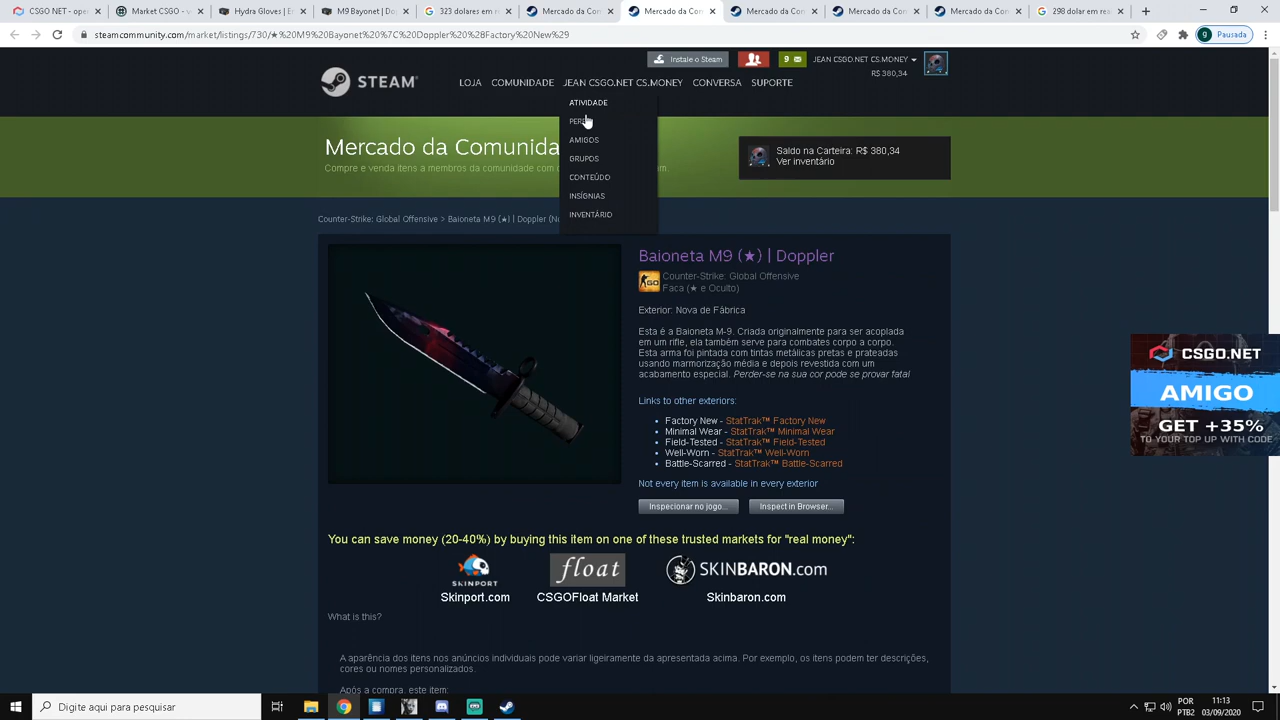 CSGO NET - ope
Market CSGO -
Hydra Gloves | E
M9 Bayonet | Do
323 dolares em r
Mercado da Com
Mercado da Com
Mercado da Com
Mercado da Com
Mercado da Com
298 dolar em rea
steamcommunity.com/market/listings/730/★%20M9%20Bayonet%20%7C%20Doppler%20%28Factory%20New%29
Pausada
STEAM
LOJA COMUNIDADE JEAN CSGO.NET CS.MONEY CONVERSA SUPORTE
Instale o Steam
9
JEAN CSGO.NET CS.MONEY
R$ 380,34
ATIVIDADE
AMIGOS
GRUPOS
CONTEÚDO
INSÍGNIAS
INVENTÁRIO
Mercado da Comunida
Compre e venda itens a membros da comunidade com
Saldo na Carteira: R$ 380,34
Ver inventário
Counter-Strike: Global Offensive > Baioneta M9 (★) | Doppler (No
Baioneta M9 (★) | Doppler
Counter-Strike: Global Offensive
Faca (★ e Oculto)
Exterior: Nova de Fábrica
Esta é a Baioneta M-9. Criada originalmente para ser acoplada
em um rifle, ela também serve para combates corpo a corpo.
Esta arma foi pintada com tintas metálicas pretas e prateadas
usando marmorização média e depois revestida com um
acabamento especial. Perder-se na sua cor pode se provar fatal
Links to other exteriors:
Factory New - StatTrak™ Factory New
Minimal Wear - StatTrak™ Minimal Wear
Field-Tested - StatTrak™ Field-Tested
Well-Worn - StatTrak™ Well-Worn
Battle-Scarred - StatTrak™ Battle-Scarred
Not every item is available in every exterior
Inspecionar no jogo... Inspect in Browser...
You can save money (20-40%) by buying this item on one of these trusted markets for "real money":
SKINPORT
float
SKINBARON.com
Skinport.com CSGOFloat Market Skinbaron.com
What is this?
A aparência dos itens nos anúncios individuais pode variar ligeiramente da apresentada acima. Por exemplo, os itens podem ter descrições,
cores ou nomes personalizados.
Após a compra, este item:
CSGO.NET
AMIGO
GET +35%
TO YOUR TOP UP WITH CODE
Digite aqui para pesquisar
POR
PTB2
11:13
03/09/2020